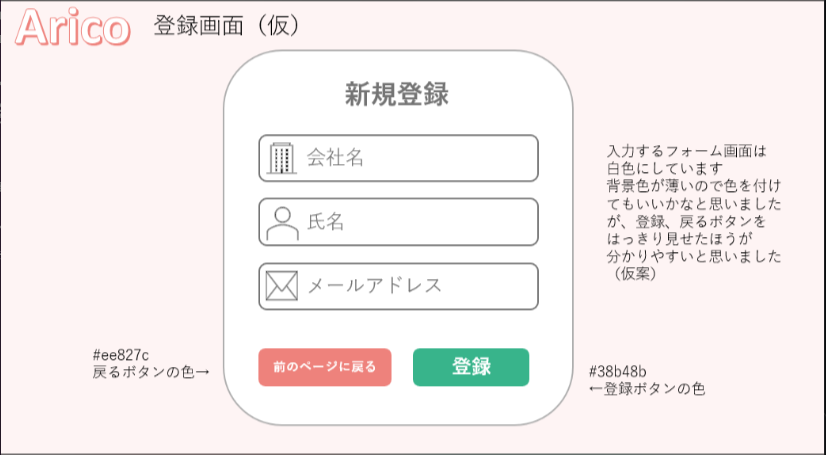 Arico
登録画面（仮）
新規登録
会社名
氏名
メールアドレス
前のページに戻る
登録
入力するフォーム画面は
白色にしています
背景色が薄いので色を付け
てもいいかなと思いました
が、登録、戻るボタンを
はっきり見せたほうが
分かりやすいと思いました
（仮案）
#ee827c
戻るボタンの色→
#38b48b
←登録ボタンの色